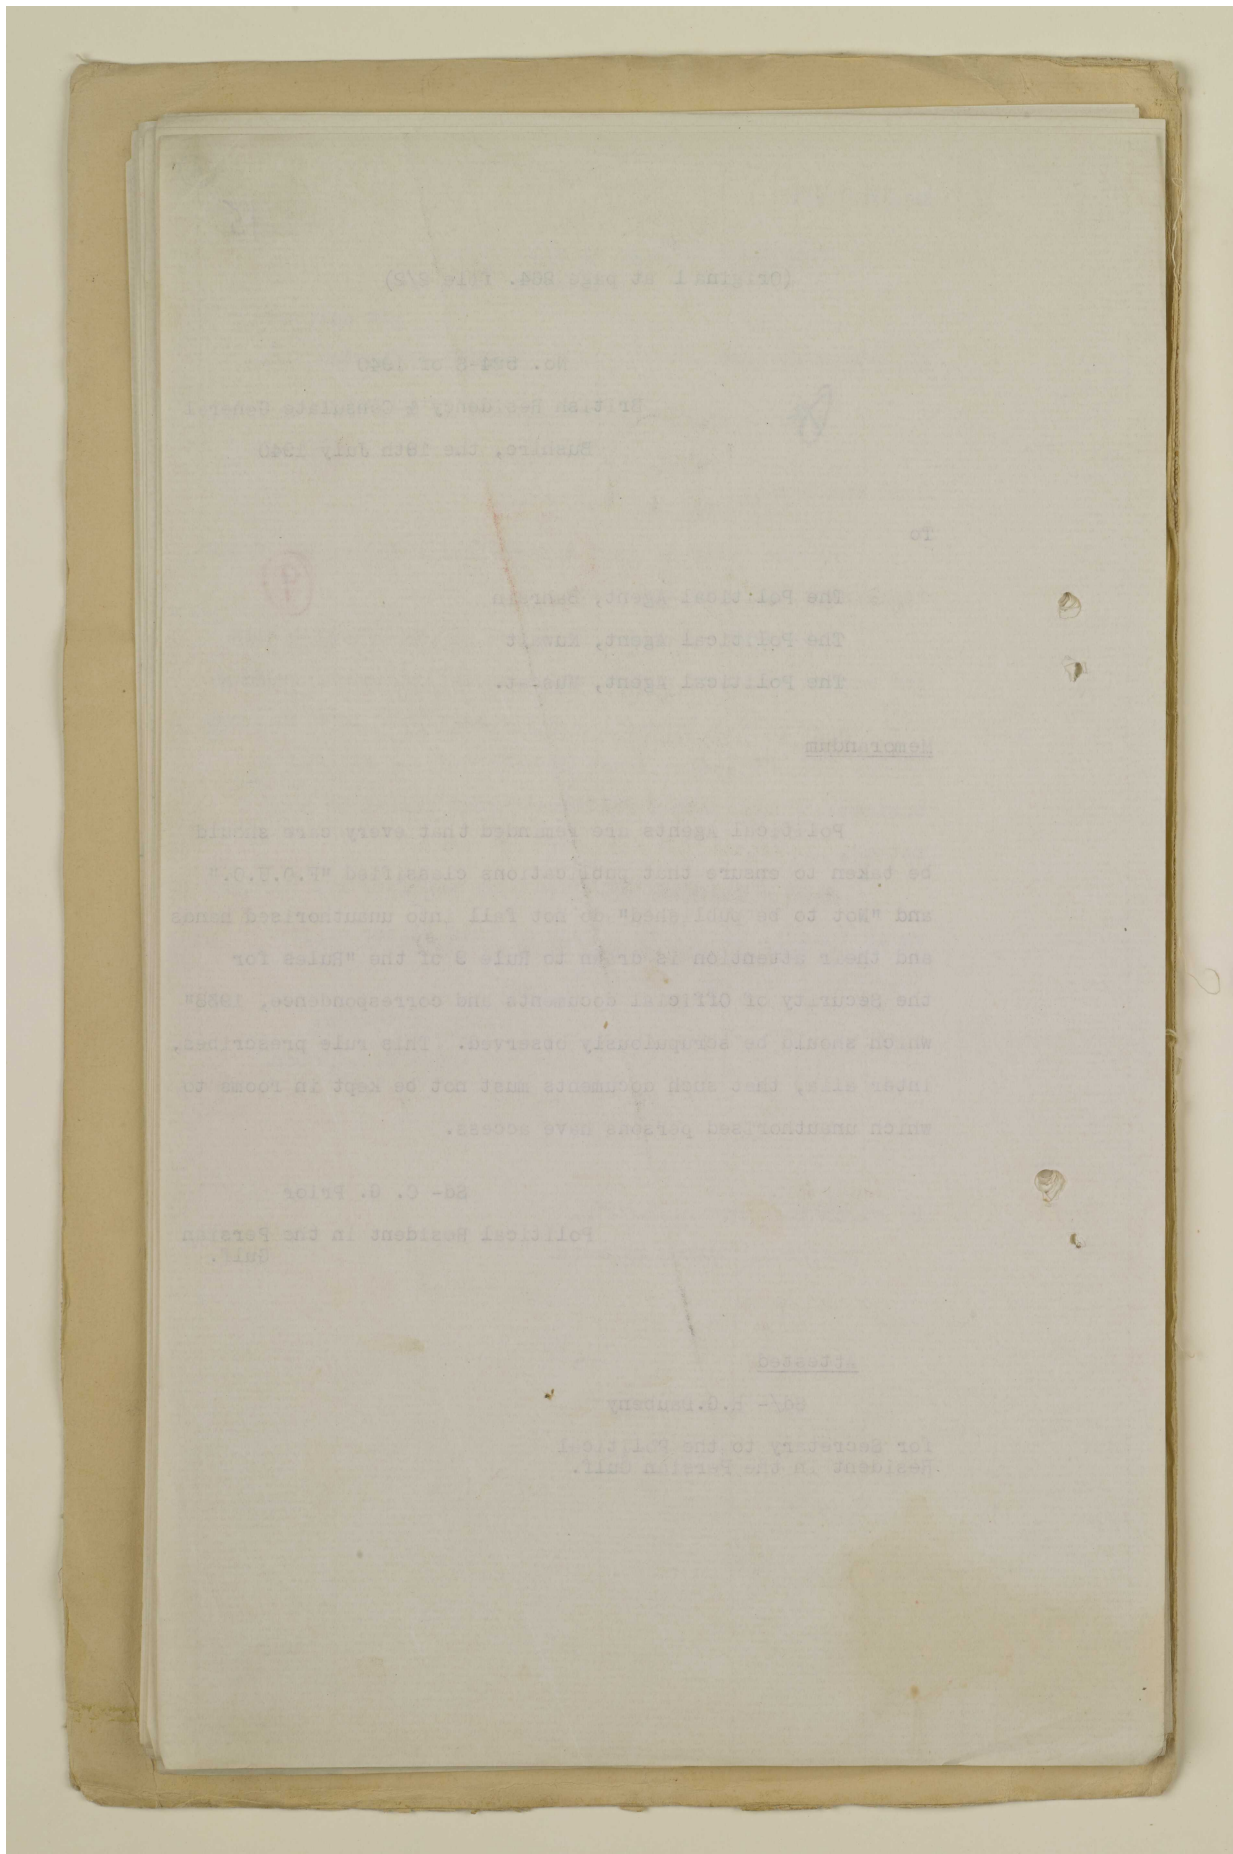 (Original at page 204. File 2/2)
of 1940
British Residency & Consulate General
Bushire, the 18th July 1940
To
The Political Agent, Bahrain
The Political Agent, Kuwait
The Political Agent, Muscat.
Memorandum
Political Agents are reminded that every care should
be taken to ensure that publications classified "F.O.U.O."
and "Not to be published" do not fall into unauthorised hands
and their attention is drawn to Rule 9 of the "Rules for
the Security of Official documents and correspondence, 1938"
which should be scrupulously observed. This rule prescribes,
inter alia, that such documents must not be kept in rooms to
which unauthorised persons have access.
Sd- C. G. Prior
Political Resident in the Persian
Gulf.
Attested
Sd/-
for Secretary to the Political
Resident in the Persian Gulf.